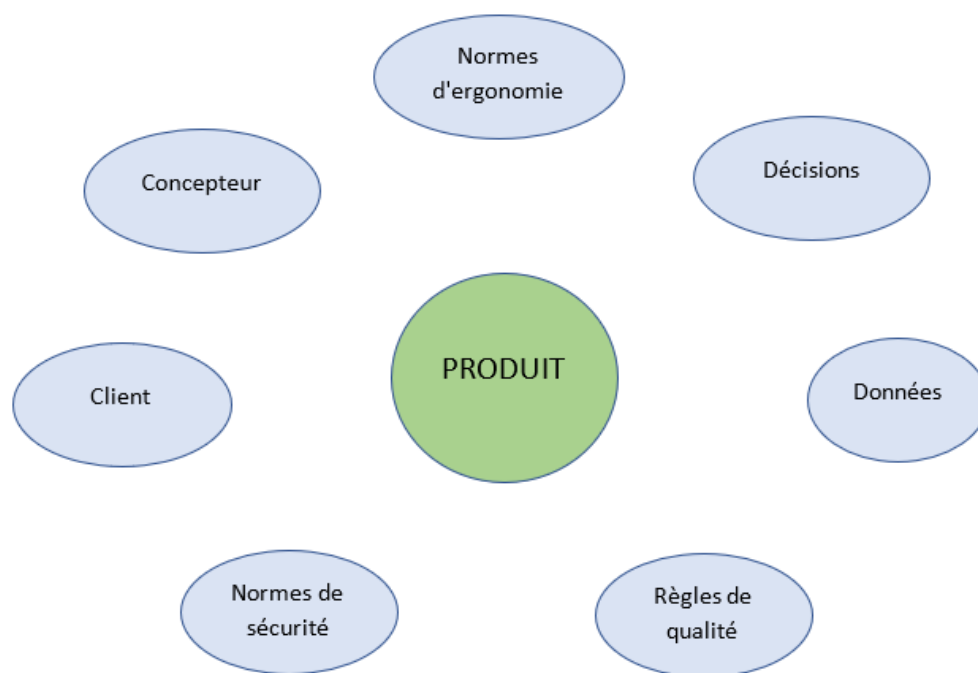 Normes
d'ergonomie
Concepteur
Décisions
PRODUIT
Client
Données
Normes de
sécurité
Règles de
qualité